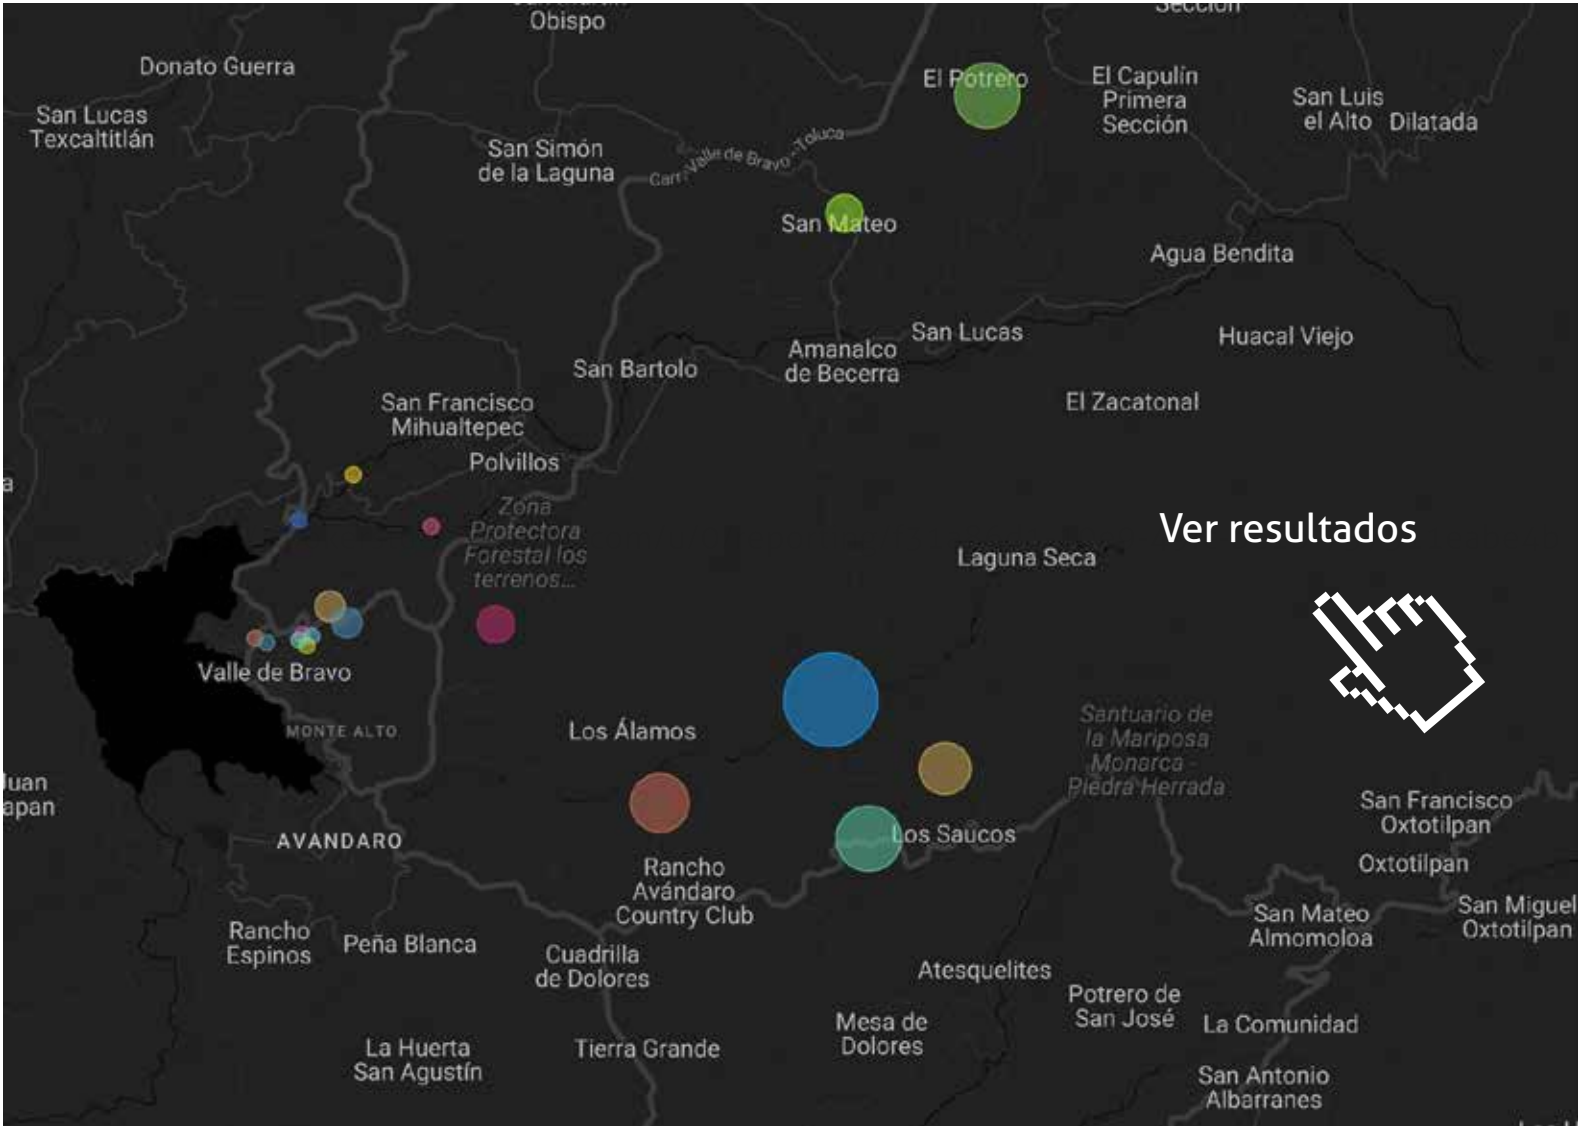 Obispo
Donato Guerra
San Lucas
Texcaltitlán
San Simón
de la Laguna
Carr. Valle de Bravo - Toluca
El Potrero
El Capulín
Primera
Sección
San Luis
el Alto
Dilatada
Sección
San Mateo
Agua Bendita
San Lucas
Huacal Viejo
Amanalco
de Becerra
San Bartolo
El Zacatonal
San Francisco
Mihualtepec
Polvillos
Zona
Protectora
Forestal los
terrenos...
Ver resultados
Laguna Seca
Valle de Bravo
MONTE ALTO
Los Álamos
Santuario de
la Mariposa
Monarca -
Piedra Herrada
San Francisco
Oxtotilpan
AVANDARO
Los Saucos
Oxtotilpan
Rancho
Avándaro
Country Club
San Mateo
Almomoloa
San Miguel
Oxtotilpan
Rancho
Espinos
Peña Blanca
Cuadrilla
de Dolores
Atesquelites
Potrero de
San José
La Comunidad
Mesa de
Dolores
La Huerta
San Agustín
Tierra Grande
San Antonio
Albarranes